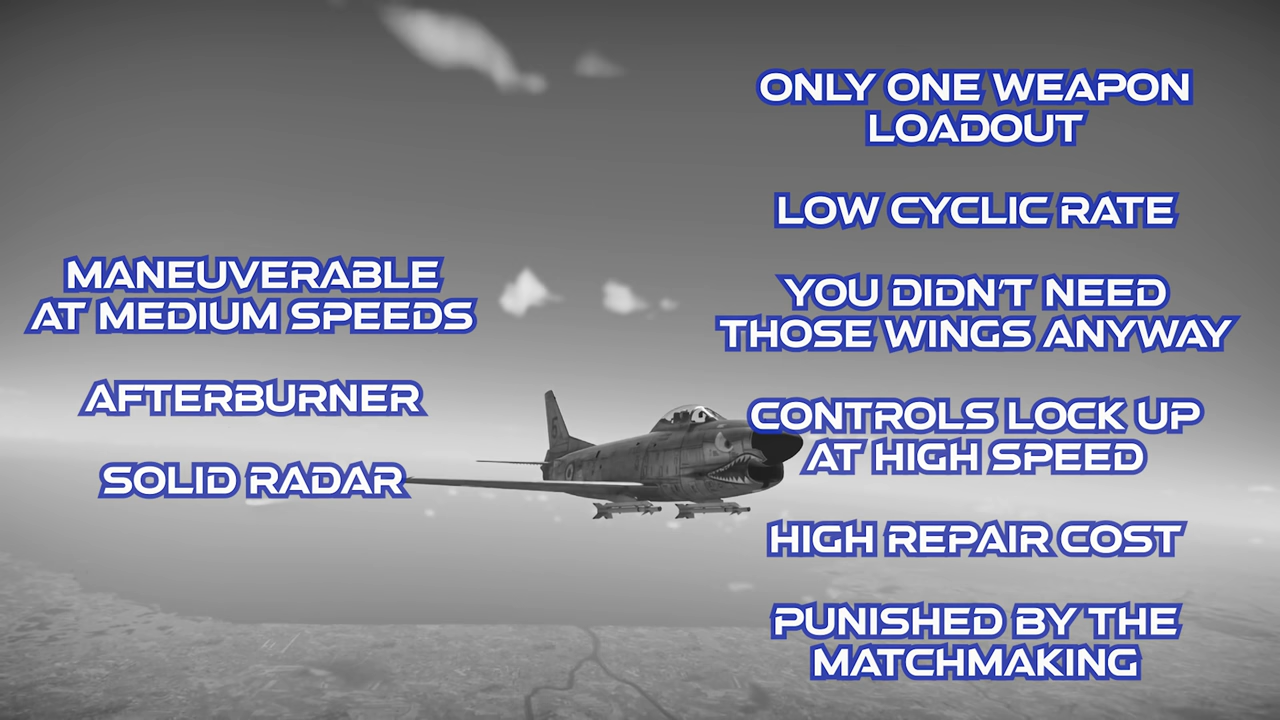 MANEUVERABLE
AT MEDIUM SPEEDS
AFTERBURNER
SOLID RADAR
ONLY ONE WEAPON
LOADOUT
LOW CYCLIC RATE
YOU DIDN'T NEED
THOSE WINGS ANYWAY
CONTROLS LOCK UP
AT HIGH SPEED
HIGH REPAIR COST
PUNISHED BY THE
MATCHMAKING